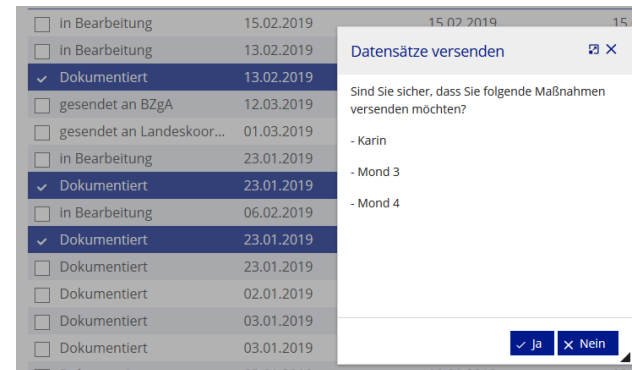 in Bearbeitung 15.02.2019 15.02.2019 15.
in Bearbeitung 13.02.2019
Dokumentiert 13.02.2019
gesendet an BZgA 12.03.2019
gesendet an Landeskoor... 01.03.2019
in Bearbeitung 23.01.2019
Dokumentiert 23.01.2019
in Bearbeitung 06.02.2019
Dokumentiert 23.01.2019
Dokumentiert 23.01.2019
Dokumentiert 02.01.2019
Dokumentiert 03.01.2019
Dokumentiert 03.01.2019
Datensätze versenden
Sind Sie sicher, dass Sie folgende Maßnahmen
versenden möchten?
- Karin
- Mond 3
- Mond 4
Ja Nein